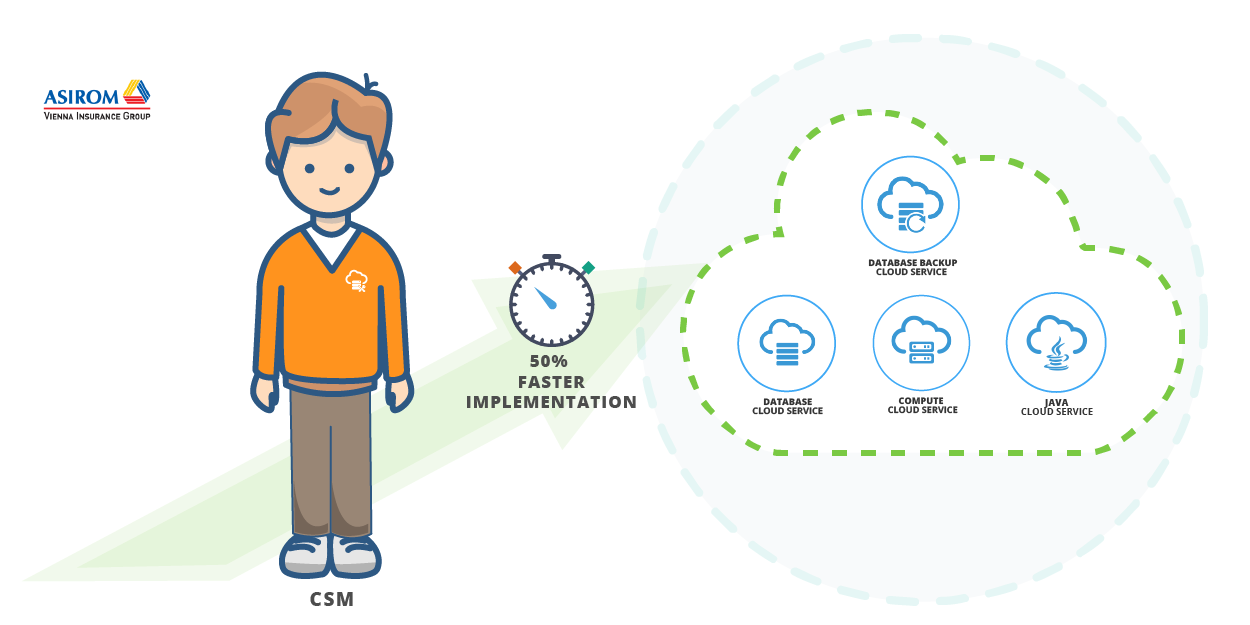 ASIROM
VIENNA INSURANCE GROUP
CSM
50%
FASTER
IMPLEMENTATION
DATABASE BACKUP
CLOUD SERVICE
DATABASE
CLOUD SERVICE
COMPUTE
CLOUD SERVICE
JAVA
CLOUD SERVICE